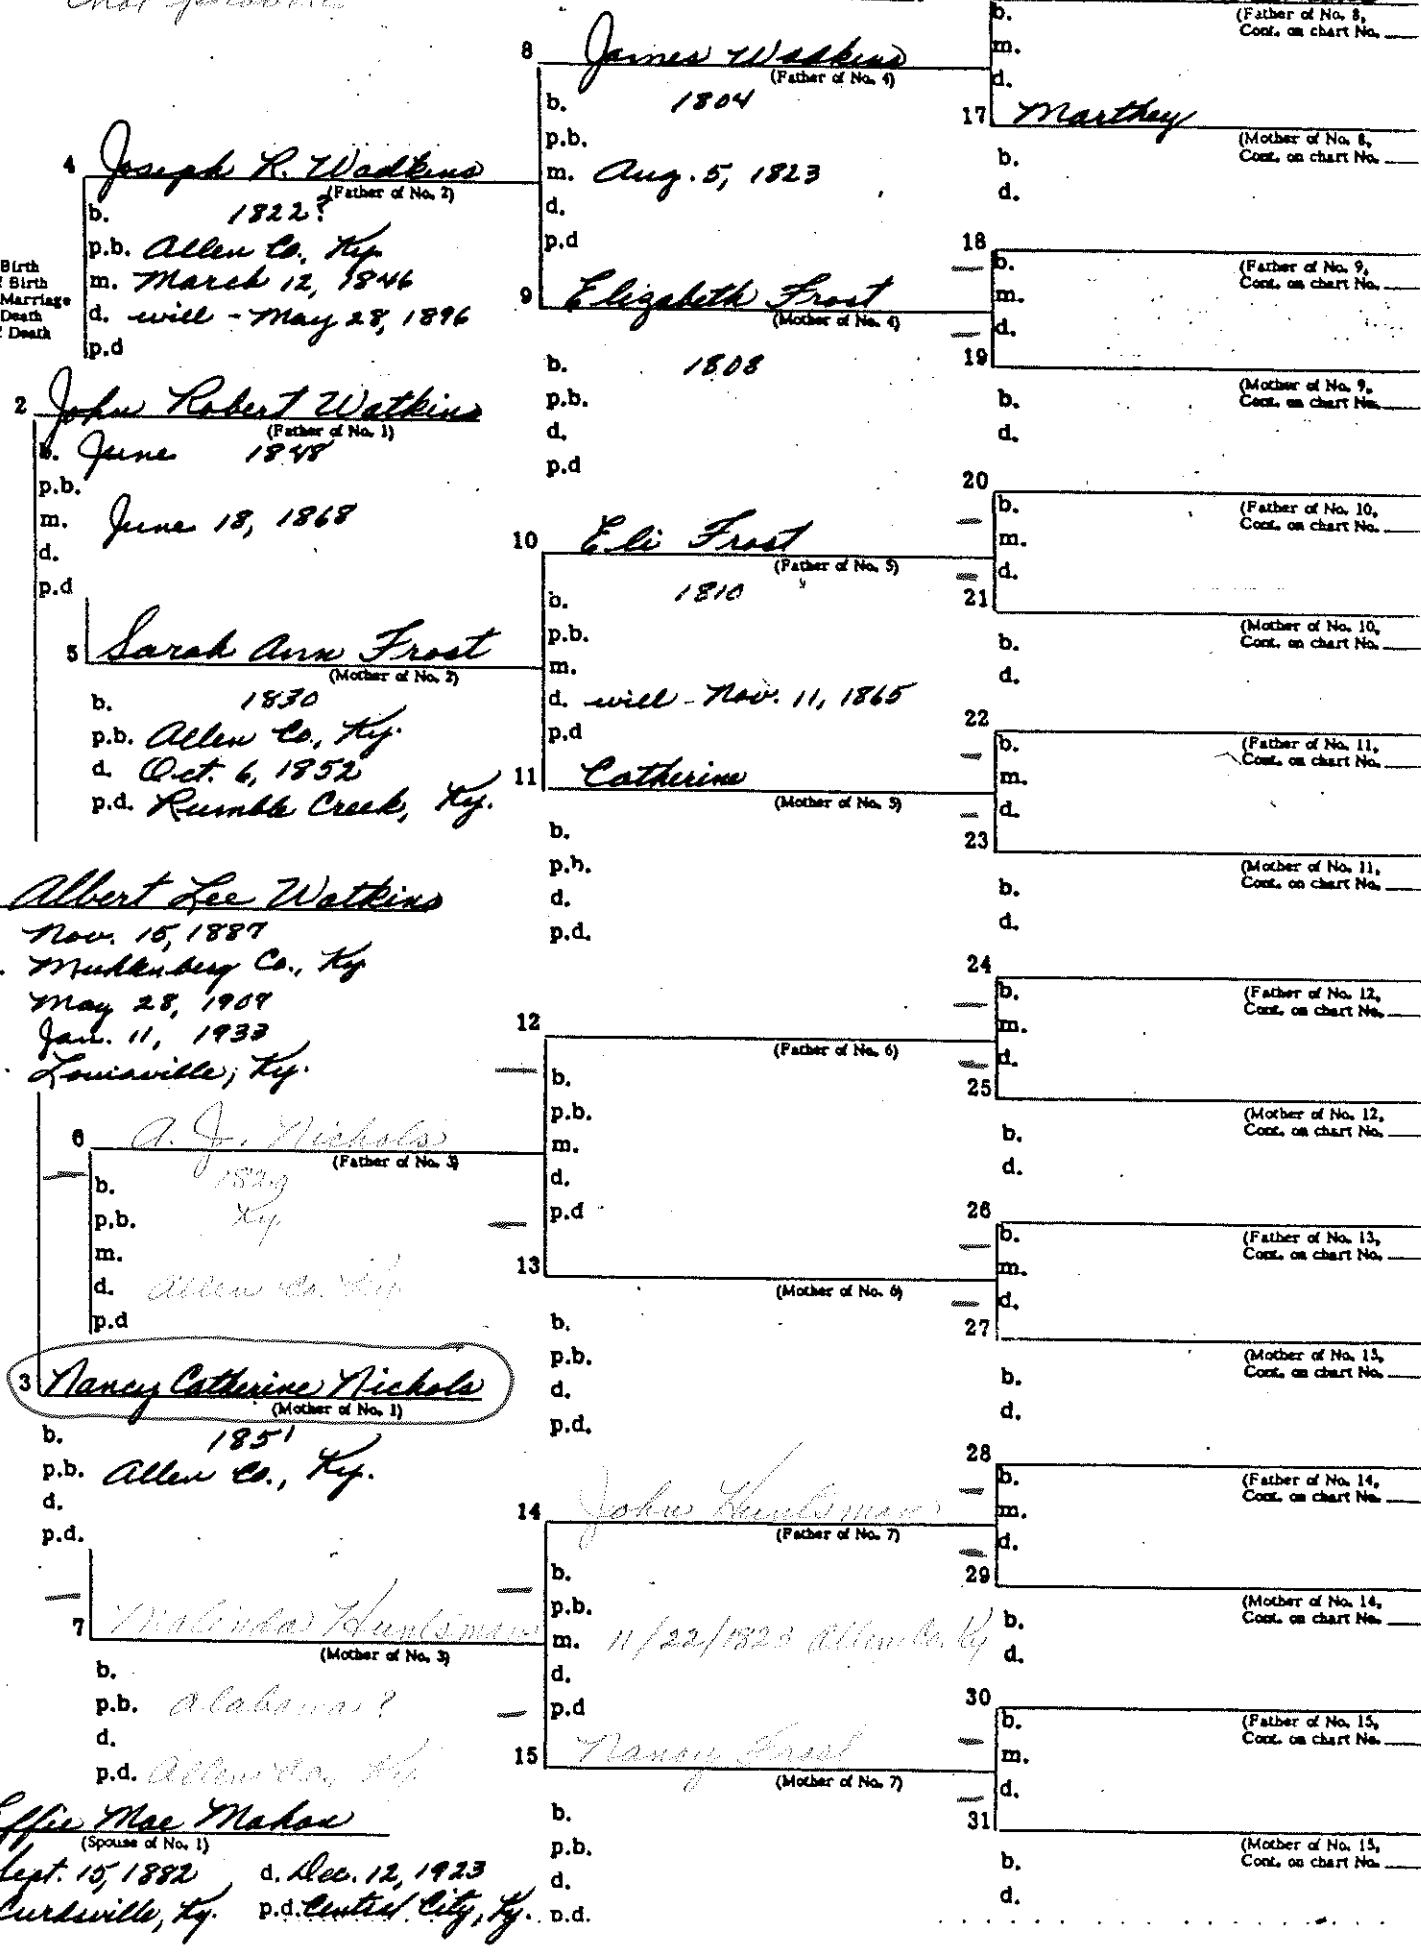 (Father of No. 8,
Cont. on chart No.
b.
m.
d.
8 James Wadkins
(Father of No. 4)
b. 1804
p.b.
m. Aug. 5, 1823
d.
p.d
17 Marthey
(Mother of No. 8,
Cont. on chart No.
b.
d.
4 Joseph R. Wadkins
(Father of No. 2)
b. 1822?
p.b. Allen Co., Ky.
m. March 12, 1846
d. will - May 28, 1896
p.d
Birth
Birth
Marriage
Death
Death
18
b.
m.
d.
(Father of No. 9,
Cont. on chart No.
9 Elizabeth Frost
(Mother of No. 4)
b. 1808
p.b.
d.
p.d
19
(Mother of No. 9,
Cont. on chart No.
b.
d.
2 John Robert Watkins
(Father of No. 1)
b. June 1848
p.b.
m. June 18, 1868
d.
p.d
20
b.
m.
d.
(Father of No. 10,
Cont. on chart No.
10 Eli Frost
(Father of No. 5)
b. 1810
p.b.
m.
d. will - Nov. 11, 1865
p.d
21
(Mother of No. 10,
Cont. on chart No.
b.
d.
5 Sarah Ann Frost
(Mother of No. 2)
b. 1830
p.b. Allen Co., Ky.
d. Oct. 6, 1852
p.d. Rumble Creek, Ky.
22
b.
m.
d.
(Father of No. 11,
Cont. on chart No.
11 Catherine
(Mother of No. 5)
b.
p.b.
d.
p.d.
23
(Mother of No. 11,
Cont. on chart No.
b.
d.
Albert Lee Watkins
Nov. 15, 1887
Muhlenberg Co., Ky
May 28, 1909
Jan. 11, 1933
Louisville, Ky.
24
b.
m.
d.
(Father of No. 12,
Cont. on chart No.
12
(Father of No. 6)
b.
p.b.
m.
d.
p.d
25
(Mother of No. 12,
Cont. on chart No.
b.
d.
6 A. J. Nichols
(Father of No. 3)
b.
p.b. Ky.
m.
d. Allen Co. Ky.
p.d
26
b.
m.
d.
(Father of No. 13,
Cont. on chart No.
13
(Mother of No. 6)
b.
p.b.
d.
p.d.
27
(Mother of No. 13,
Cont. on chart No.
b.
d.
3 Nancy Catherine Nichols
(Mother of No. 1)
b. 1851
p.b. Allen Co., Ky.
d.
p.d.
28
b.
m.
d.
(Father of No. 14,
Cont. on chart No.
14 John Huntsman
(Father of No. 7)
b.
p.b.
m. 11/22/1823 Allen Co. Ky
d.
p.d
29
(Mother of No. 14,
Cont. on chart No.
b.
d.
7 Malinda Huntsman
(Mother of No. 3)
b.
p.b. Alabama?
d.
p.d. Allen Co., Ky.
30
b.
m.
d.
(Father of No. 15,
Cont. on chart No.
15 Nancy Frost
(Mother of No. 7)
b.
p.b.
d.
p.d.
31
(Mother of No. 15,
Cont. on chart No.
b.
d.
Effie Mae Mahon
(Spouse of No. 1)
Sept. 15, 1882 d. Dec. 12, 1923
Curdsville, Ky. p.d. Central City, Ky.